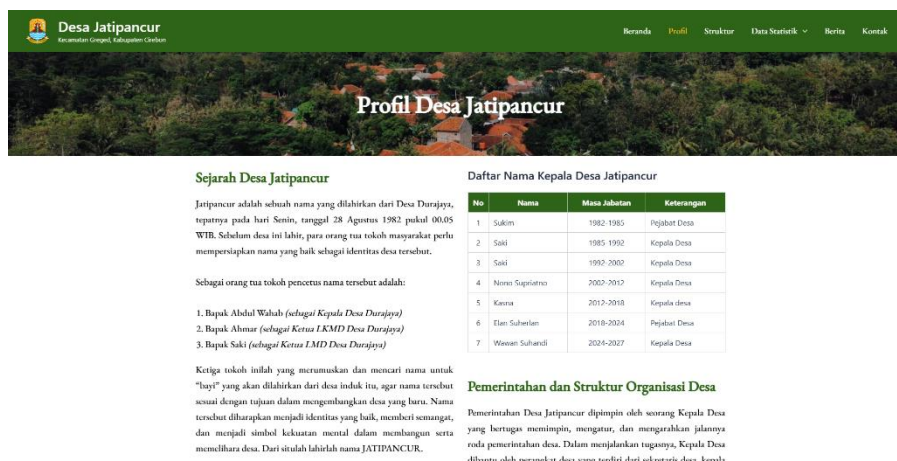 Desa Jatipancur
Kecamatan Greged, Kabupaten Cirebon
Beranda Profil Struktur Data Statistik Berita Kontak
Profil Desa Jatipancur
Sejarah Desa Jatipancur
Jatipancur adalah sebuah nama yang dilahirkan dari Desa Durajaya,
tepatnya pada hari Senin, tanggal 28 Agustus 1982 pukul 00.05
WIB. Sebelum desa ini lahir, para orang tua tokoh masyarakat perlu
mempersiapkan nama yang baik sebagai identitas desa tersebut.
Sebagai orang tua tokoh pencetus nama tersebut adalah:
1. Bapak Abdul Wahab (sebagai Kepala Desa Durajaya)
2. Bapak Ahmar (sebagai Ketua LKMD Desa Durajaya)
3. Bapak Saki (sebagai Ketua LMD Desa Durajaya)
Ketiga tokoh inilah yang merumuskan dan mencari nama untuk
“bayi” yang akan dilahirkan dari desa induk itu, agar nama tersebut
sesuai dengan tujuan dalam mengembangkan desa yang baru. Nama
tersebut diharapkan menjadi identitas yang baik, memberi semangat,
dan menjadi simbol kekuatan mental dalam membangun serta
memelihara desa. Dari situlah lahirlah nama JATIPANCUR.
Daftar Nama Kepala Desa Jatipancur
No Nama Masa Jabatan Keterangan
1 Sukim 1982-1985 Pejabat Desa
2 Saki 1985-1992 Kepala Desa
3 Saki 1992-2002 Kepala Desa
4 Nono Supriatno 2002-2012 Kepala Desa
5 Kasna 2012-2018 Kepala desa
6 Elan Suherlan 2018-2024 Pejabat Desa
7 Wawan Suhandi 2024-2027 Kepala Desa
Pemerintahan dan Struktur Organisasi Desa
Pemerintahan Desa Jatipancur dipimpin oleh seorang Kepala Desa
yang bertugas memimpin, mengatur, dan mengarahkan jalannya
roda pemerintahan desa. Dalam menjalankan tugasnya, Kepala Desa
dibantu oleh perangkat desa yang terdiri dari sekretaris desa, kepala